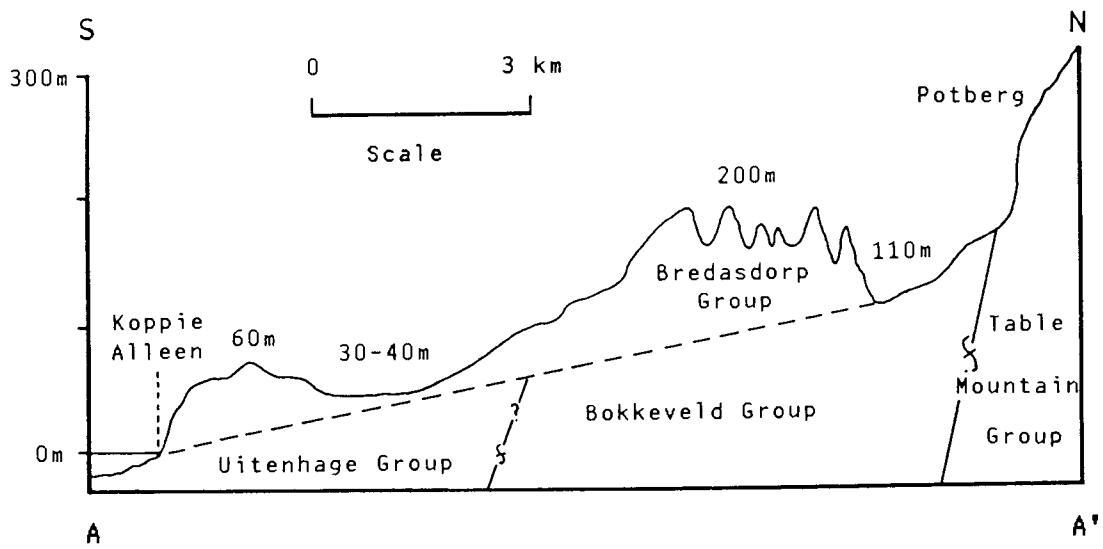 S
N
0 3 km
300m
Potberg
Scale
200m
110m
Bredasdorp
Group
Koppie
Alleen
60m
30-40m
Table
Mountain
Group
?
Bokkeveld Group
0m
Uitenhage Group
A
A'